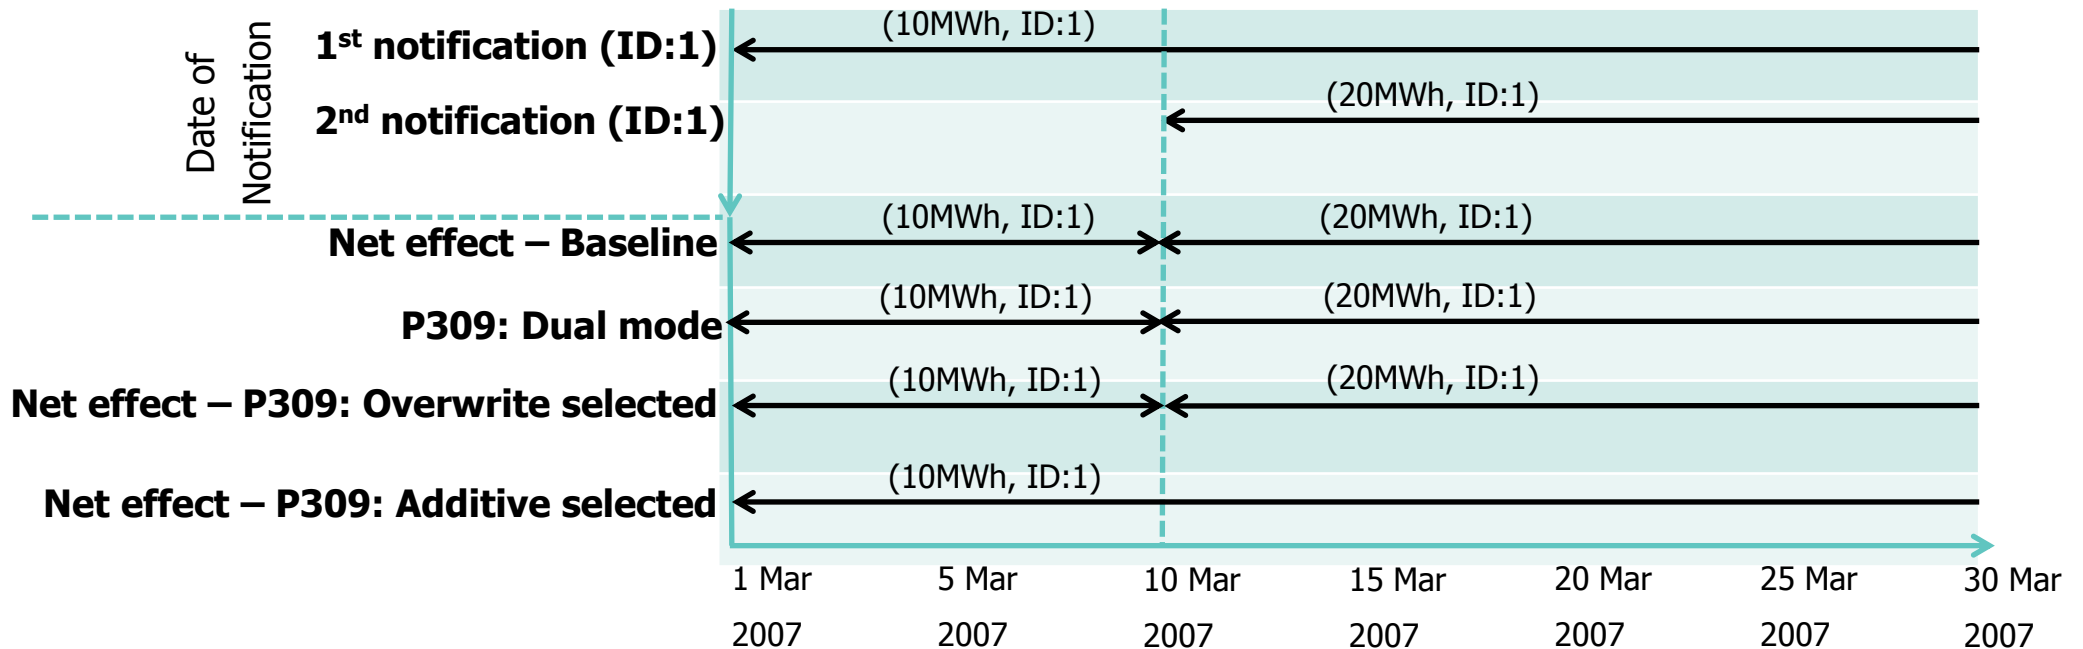 Date of
Notification
1st notification (ID:1)
(10MWh, ID:1)
2nd notification (ID:1)
(20MWh, ID:1)
Net effect – Baseline
(10MWh, ID:1)
(20MWh, ID:1)
P309: Dual mode
(10MWh, ID:1)
(20MWh, ID:1)
Net effect – P309: Overwrite selected
(10MWh, ID:1)
(20MWh, ID:1)
Net effect – P309: Additive selected
(10MWh, ID:1)
1 Mar 5 Mar 10 Mar 15 Mar 20 Mar 25 Mar 30 Mar
2007 2007 2007 2007 2007 2007 2007